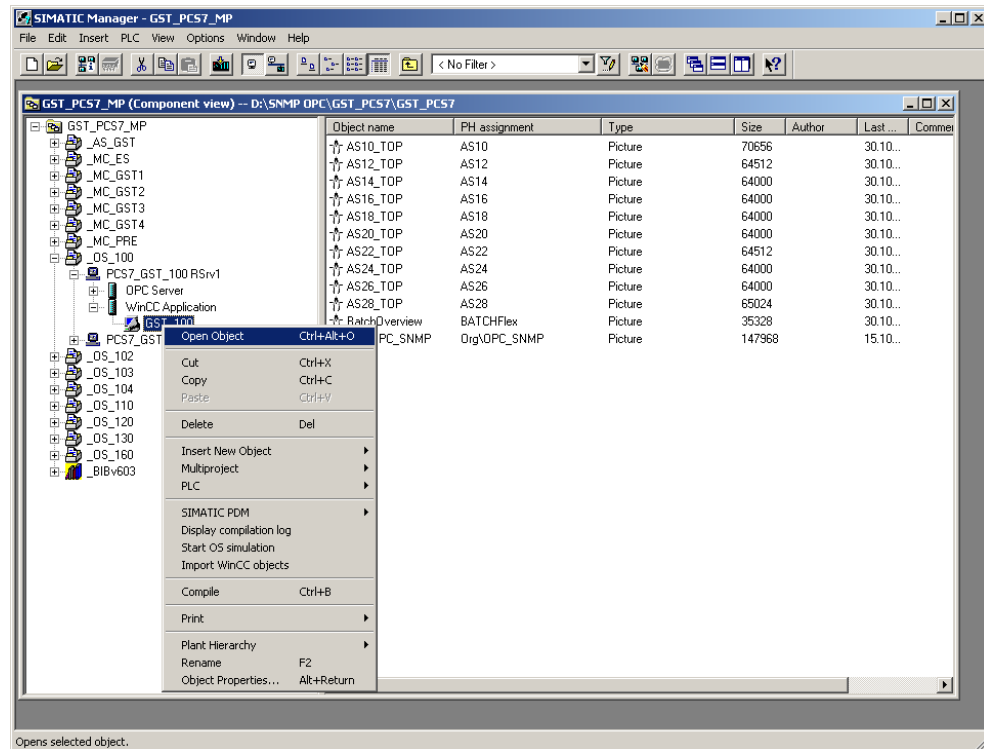 SIMATIC Manager - GST_PCS7_MP
File Edit Insert PLC View Options Window Help
< No Filter >
GST_PCS7_MP (Component view) -- D:\SNMP OPC\GST_PCS7\GST_PCS7
GST_PCS7_MP
_AS_GST
_MC_ES
_MC_GST1
_MC_GST2
_MC_GST3
_MC_GST4
_MC_PRE
_OS_100
PCS7_GST_100 RSrv1
OPC Server
WinCC Application
GST_100
PCS7_GST
_OS_102
_OS_103
_OS_104
_OS_110
_OS_120
_OS_130
_OS_160
_BIBv603
Object name PH assignment Type Size Author Last ... Commer
AS10_TOP AS10 Picture 70656 30.10...
AS12_TOP AS12 Picture 64512 30.10...
AS14_TOP AS14 Picture 64000 30.10...
AS16_TOP AS16 Picture 64000 30.10...
AS18_TOP AS18 Picture 64000 30.10...
AS20_TOP AS20 Picture 64000 30.10...
AS22_TOP AS22 Picture 64512 30.10...
AS24_TOP AS24 Picture 64000 30.10...
AS26_TOP AS26 Picture 64000 30.10...
AS28_TOP AS28 Picture 65024 30.10...
BatchOverview BATCHFlex Picture 35328 30.10...
PC_SNMP Org\OPC_SNMP Picture 147968 15.10...
Open Object Ctrl+Alt+O
Cut Ctrl+X
Copy Ctrl+C
Paste Ctrl+V
Delete Del
Insert New Object
Multiproject
PLC
SIMATIC PDM
Display compilation log
Start OS simulation
Import WinCC objects
Compile Ctrl+B
Print
Plant Hierarchy
Rename F2
Object Properties... Alt+Return
Opens selected object.